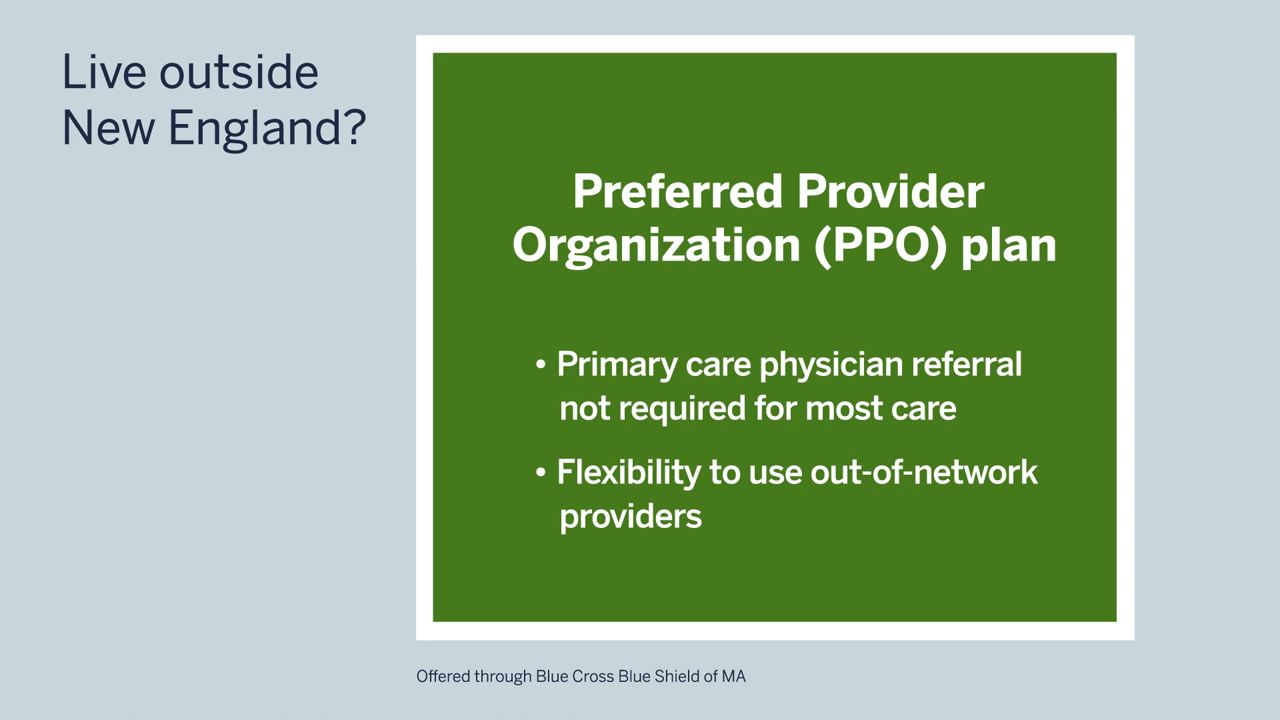 Live outside
New England?
Preferred Provider
Organization (PPO) plan
• Primary care physician referral
not required for most care
• Flexibility to use out-of-network
providers
Offered through Blue Cross Blue Shield of MA